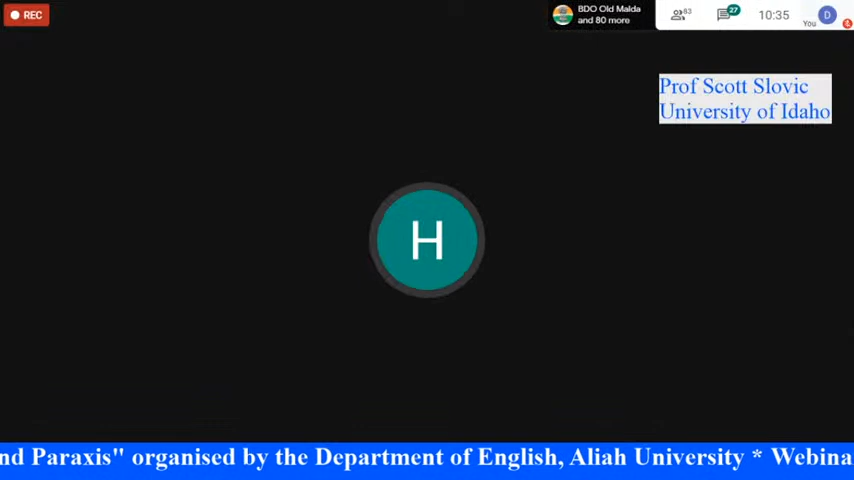 REC
BDO Old Malda
and 80 more
83
27
10:35
You
D
Prof Scott Slovic
University of Idaho
H
nd Paraxis" organised by the Department of English, Aliah University * Webina